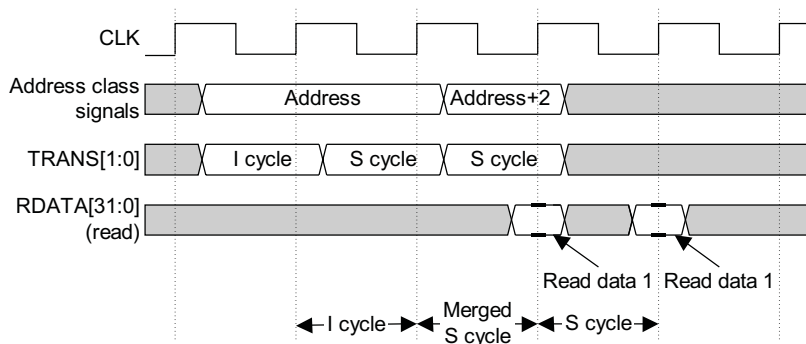 CLK
Address class
signals
Address
Address+2
TRANS[1:0]
I cycle
S cycle
S cycle
RDATA[31:0]
(read)
Read data 1
Read data 1
I cycle
Merged
S cycle
S cycle